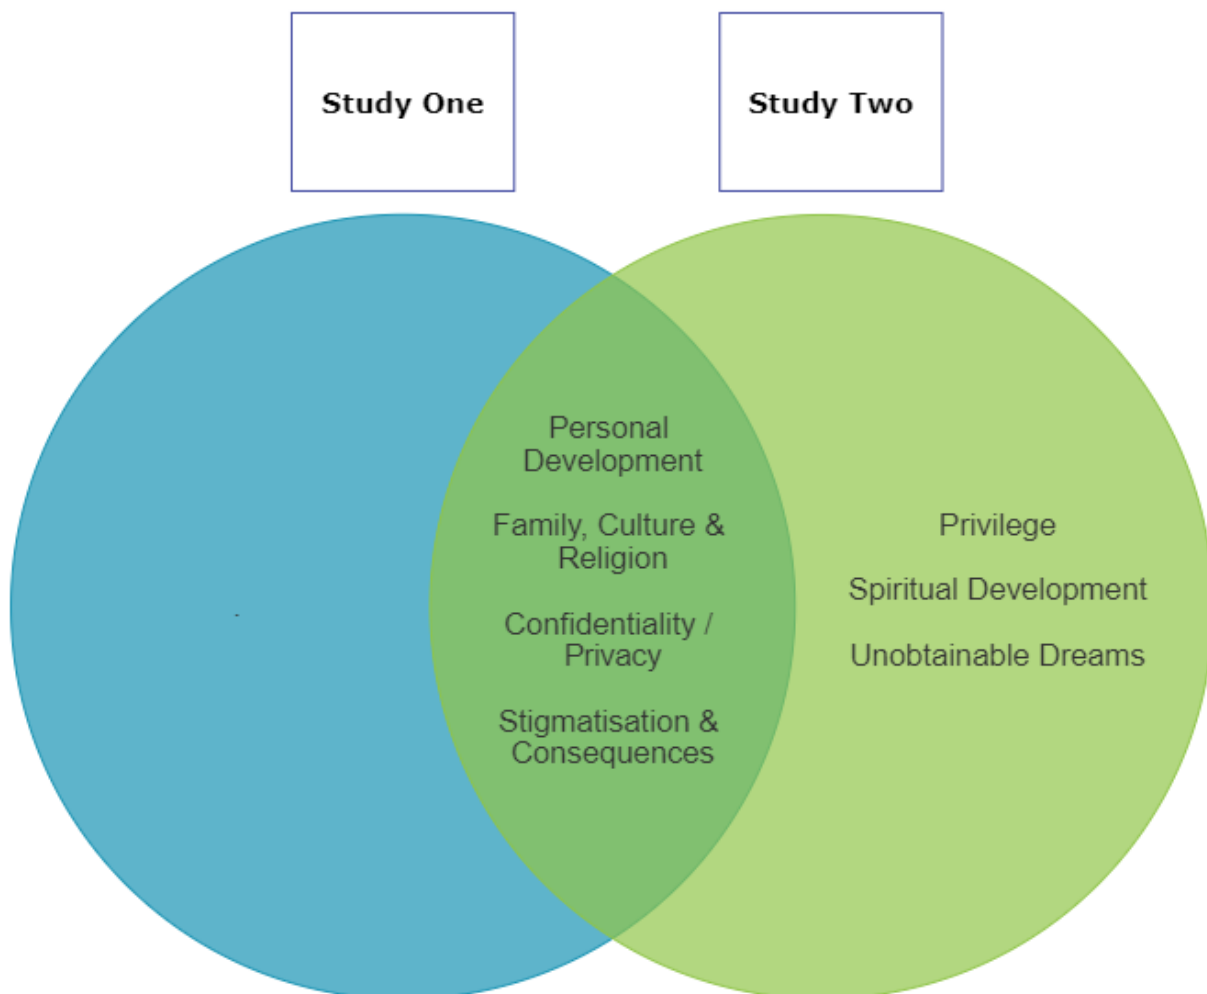 Study One
Study Two
Personal
Development
Family, Culture &
Religion
Confidentiality /
Privacy
Stigmatisation &
Consequences
-
Privilege
Spiritual Development
Unobtainable Dreams